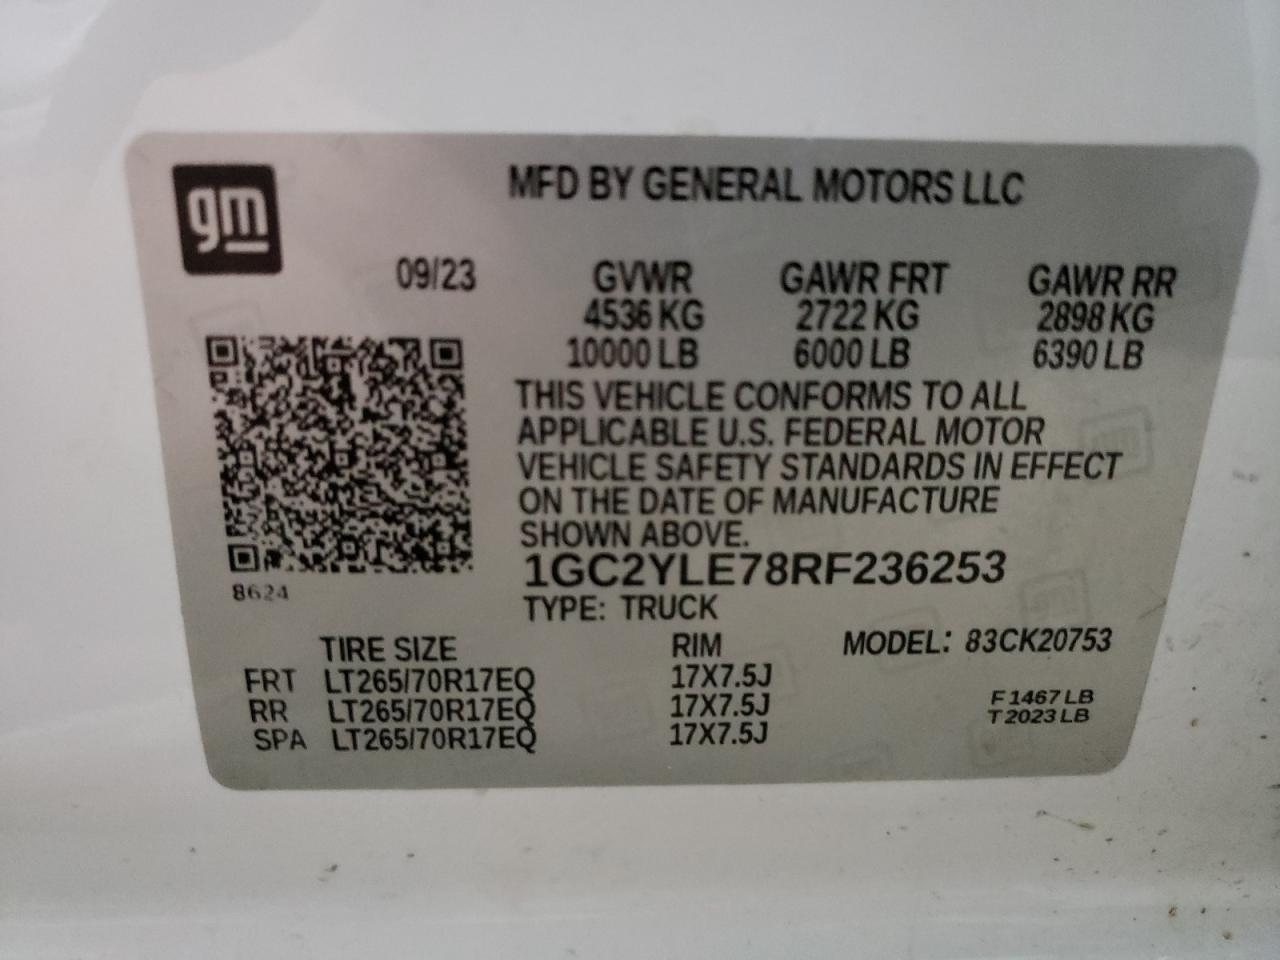 gm
MFD BY GENERAL MOTORS LLC
09/23 GVWR GAWR FRT GAWR RR
4536 KG 2722 KG 2898 KG
10000 LB 6000 LB 6390 LB
THIS VEHICLE CONFORMS TO ALL
APPLICABLE U.S. FEDERAL MOTOR
VEHICLE SAFETY STANDARDS IN EFFECT
ON THE DATE OF MANUFACTURE
SHOWN ABOVE.
1GC2YLE78RF236253
8624
TYPE: TRUCK
TIRE SIZE RIM MODEL: 83CK20753
FRT LT265/70R17EQ 17X7.5J
RR LT265/70R17EQ 17X7.5J F 1467 LB
SPA LT265/70R17EQ 17X7.5J T 2023 LB